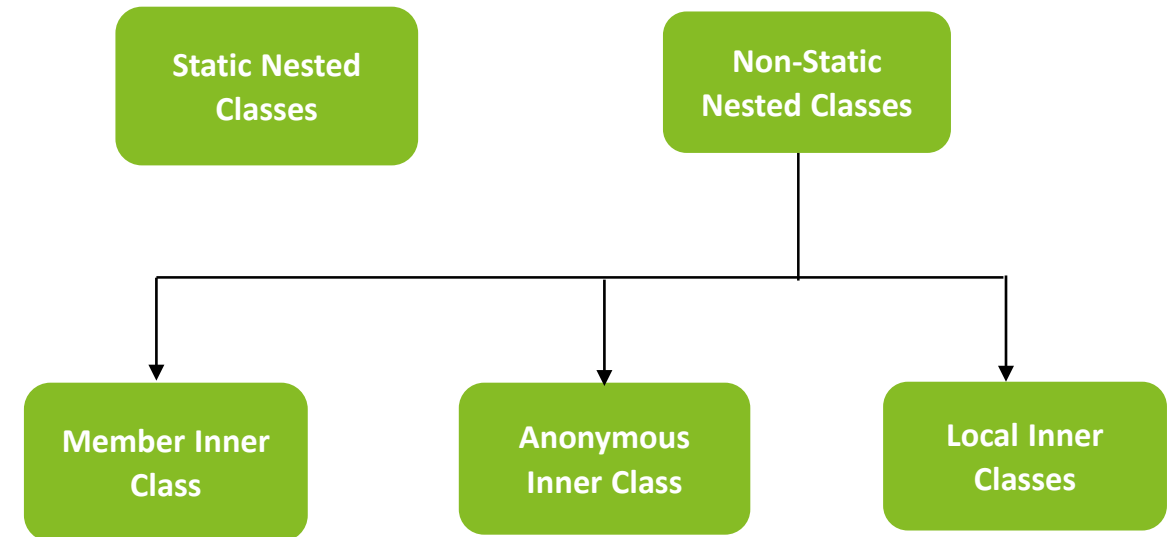 Static Nested
Classes
Non-Static
Nested Classes
Member Inner
Class
Anonymous
Inner Class
Local Inner
Classes